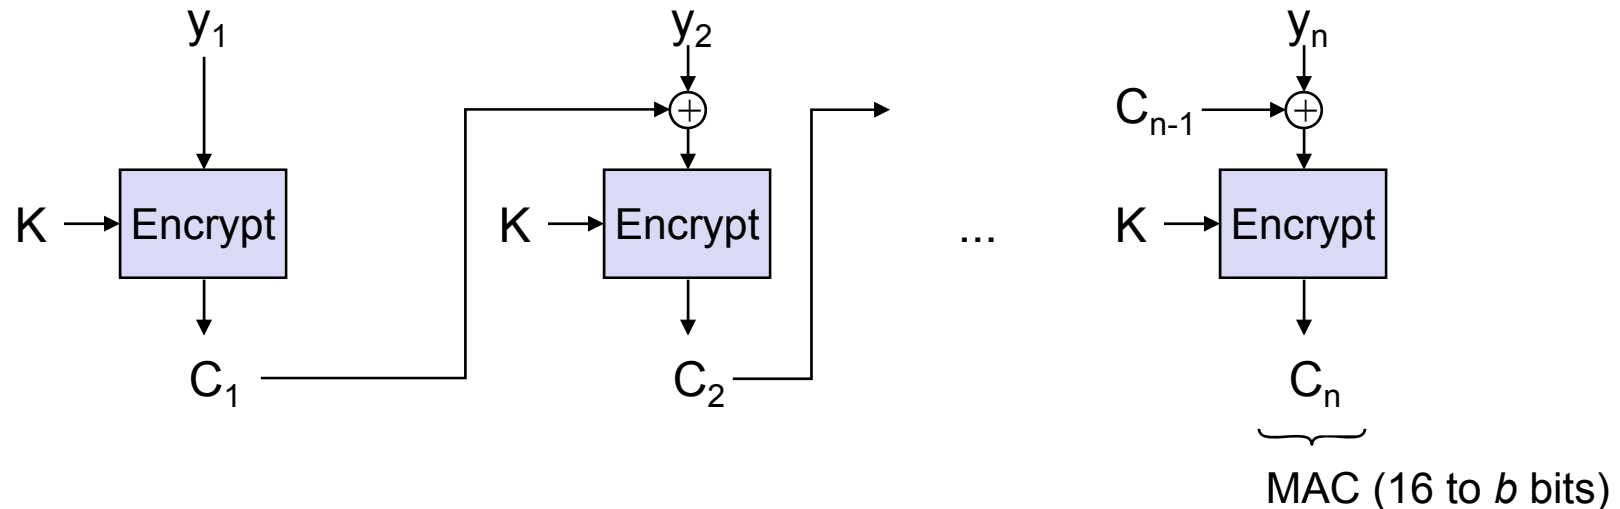 y₁ y₂ yₙ
+ + Cₙ₋₁
K Encrypt K Encrypt ... K Encrypt
C₁ C₂ Cₙ
MAC (16 to b bits)